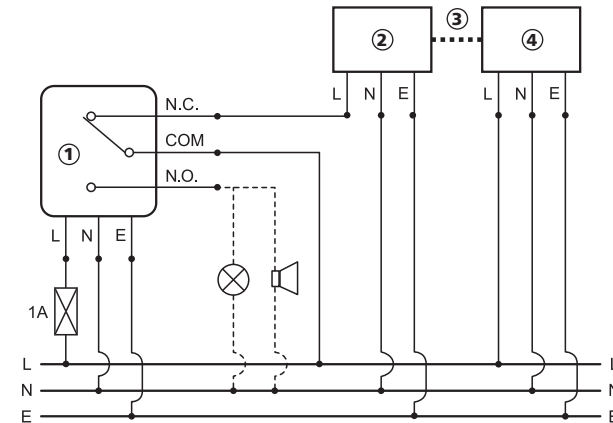 ③
② ④
L N E L N E
N.C.
COM
①
N.O.
L N E
1A
L L
N N
E E